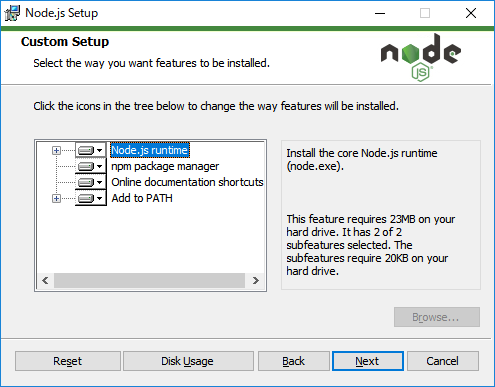 Node.js Setup
Custom Setup
Select the way you want features to be installed.
node
JS
Click the icons in the tree below to change the way features will be installed.
Node.js runtime
npm package manager
Online documentation shortcuts
Add to PATH
Install the core Node.js runtime
(node.exe).
This feature requires 23MB on your
hard drive. It has 2 of 2
subfeatures selected. The
subfeatures require 20KB on your
hard drive.
Browse...
Reset
Disk Usage
Back
Next
Cancel